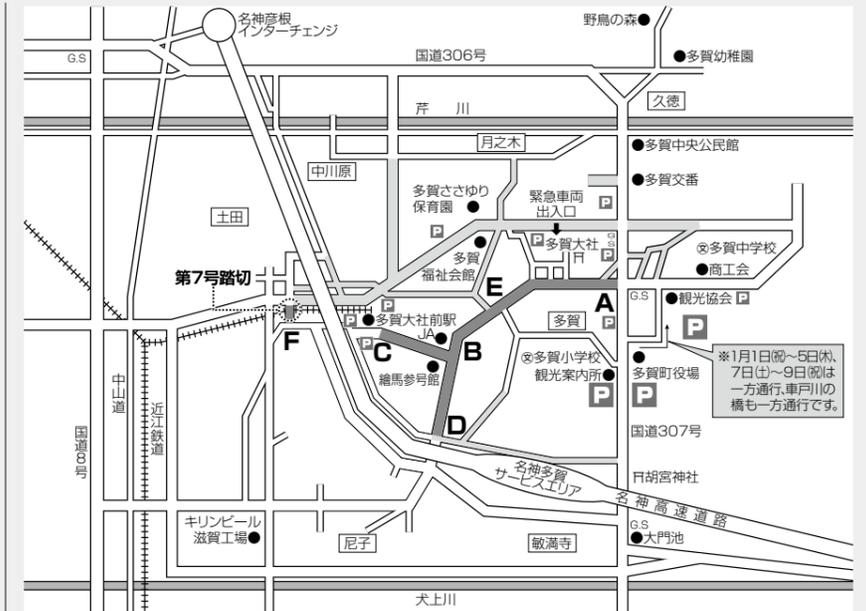 名神彦根
インターチェンジ
野鳥の森
多賀幼稚園
G.S
国道306号
久徳
芹 川
月之木
多賀中央公民館
中川原
多賀交番
多賀ささゆり
保育園
緊急車両
出入口
P
P
土田
P
多賀大社
G
S
P
文多賀中学校
商工会
多賀
福祉会館
第7号踏切
E
A
G.S
観光協会 P
P
P
多賀大社前駅
多賀
P
P
JA
P
C
B
F
文多賀小学校
観光案内所
多賀町役場
※1月1日(祝)〜5日(木)、
7日(土)〜9日(祝)は
一方通行、車戸川の
橋も一方通行です。
繪馬参号館
P
P
中山道
近江鉄道
D
国道8号
国道307号
名神多賀
サービスエリア
胡宮神社
名神高速道路
キリンビール
滋賀工場
尼子
敏満寺
G.S
大門池
犬上川